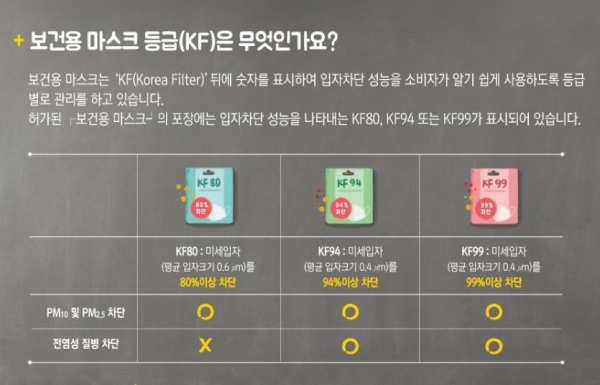 + 보건용 마스크 등급(KF)은 무엇인가요?
보건용 마스크는 ‘KF(Korea Filter)’ 뒤에 숫자를 표시하여 입자차단 성능을 소비자가 알기 쉽게 사용하도록 등급
별로 관리를 하고 있습니다.
허가된 ┌보건용 마스크┘의 포장에는 입자차단 성능을 나타내는 KF80, KF94 또는 KF99가 표시되어 있습니다.
KF 80 KF 94 KF 99
80% 차단 94% 차단 99% 차단
KF80 : 미세입자 KF94 : 미세입자 KF99 : 미세입자
(평균 입자크기 0.6 ㎛)를 (평균 입자크기 0.4 ㎛)를 (평균 입자크기 0.4 ㎛)를
80%이상 차단 94%이상 차단 99%이상 차단
PM10 및 PM2.5 차단 O O O
전염성 질병 차단 X O O